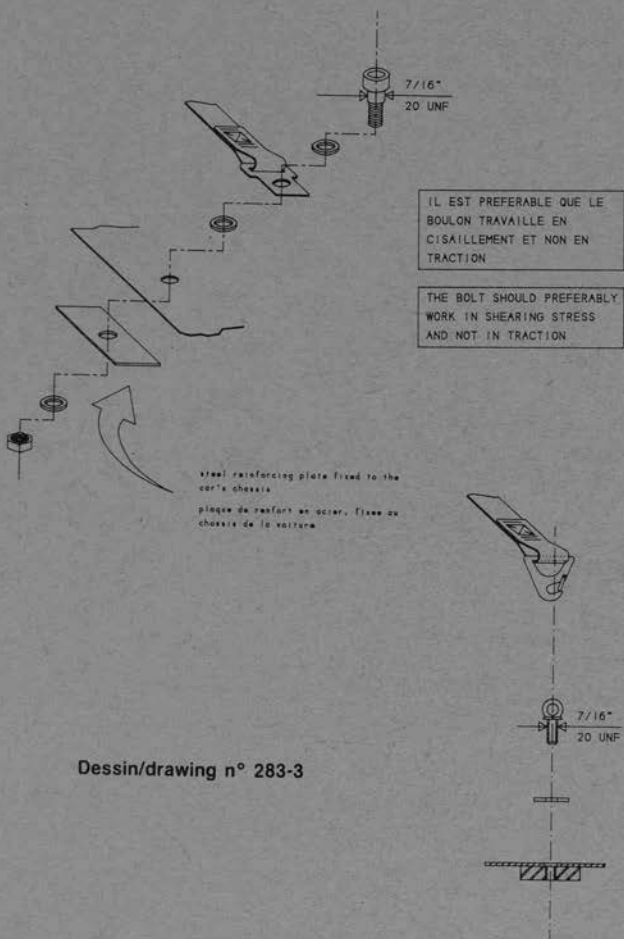 7/16"
20 UNF
IL EST PREFERABLE QUE LE
BOULON TRAVAILLE EN
CISAILLEMENT ET NON EN
TRACTION
THE BOLT SHOULD PREFERABLY
WORK IN SHEARING STRESS
AND NOT IN TRACTION
steel reinforcing plate fixed to the
car's chassis
plaque de renfort en acier, fixee au
chassis de la voiture
7/16"
20 UNF
Dessin/drawing n° 283-3